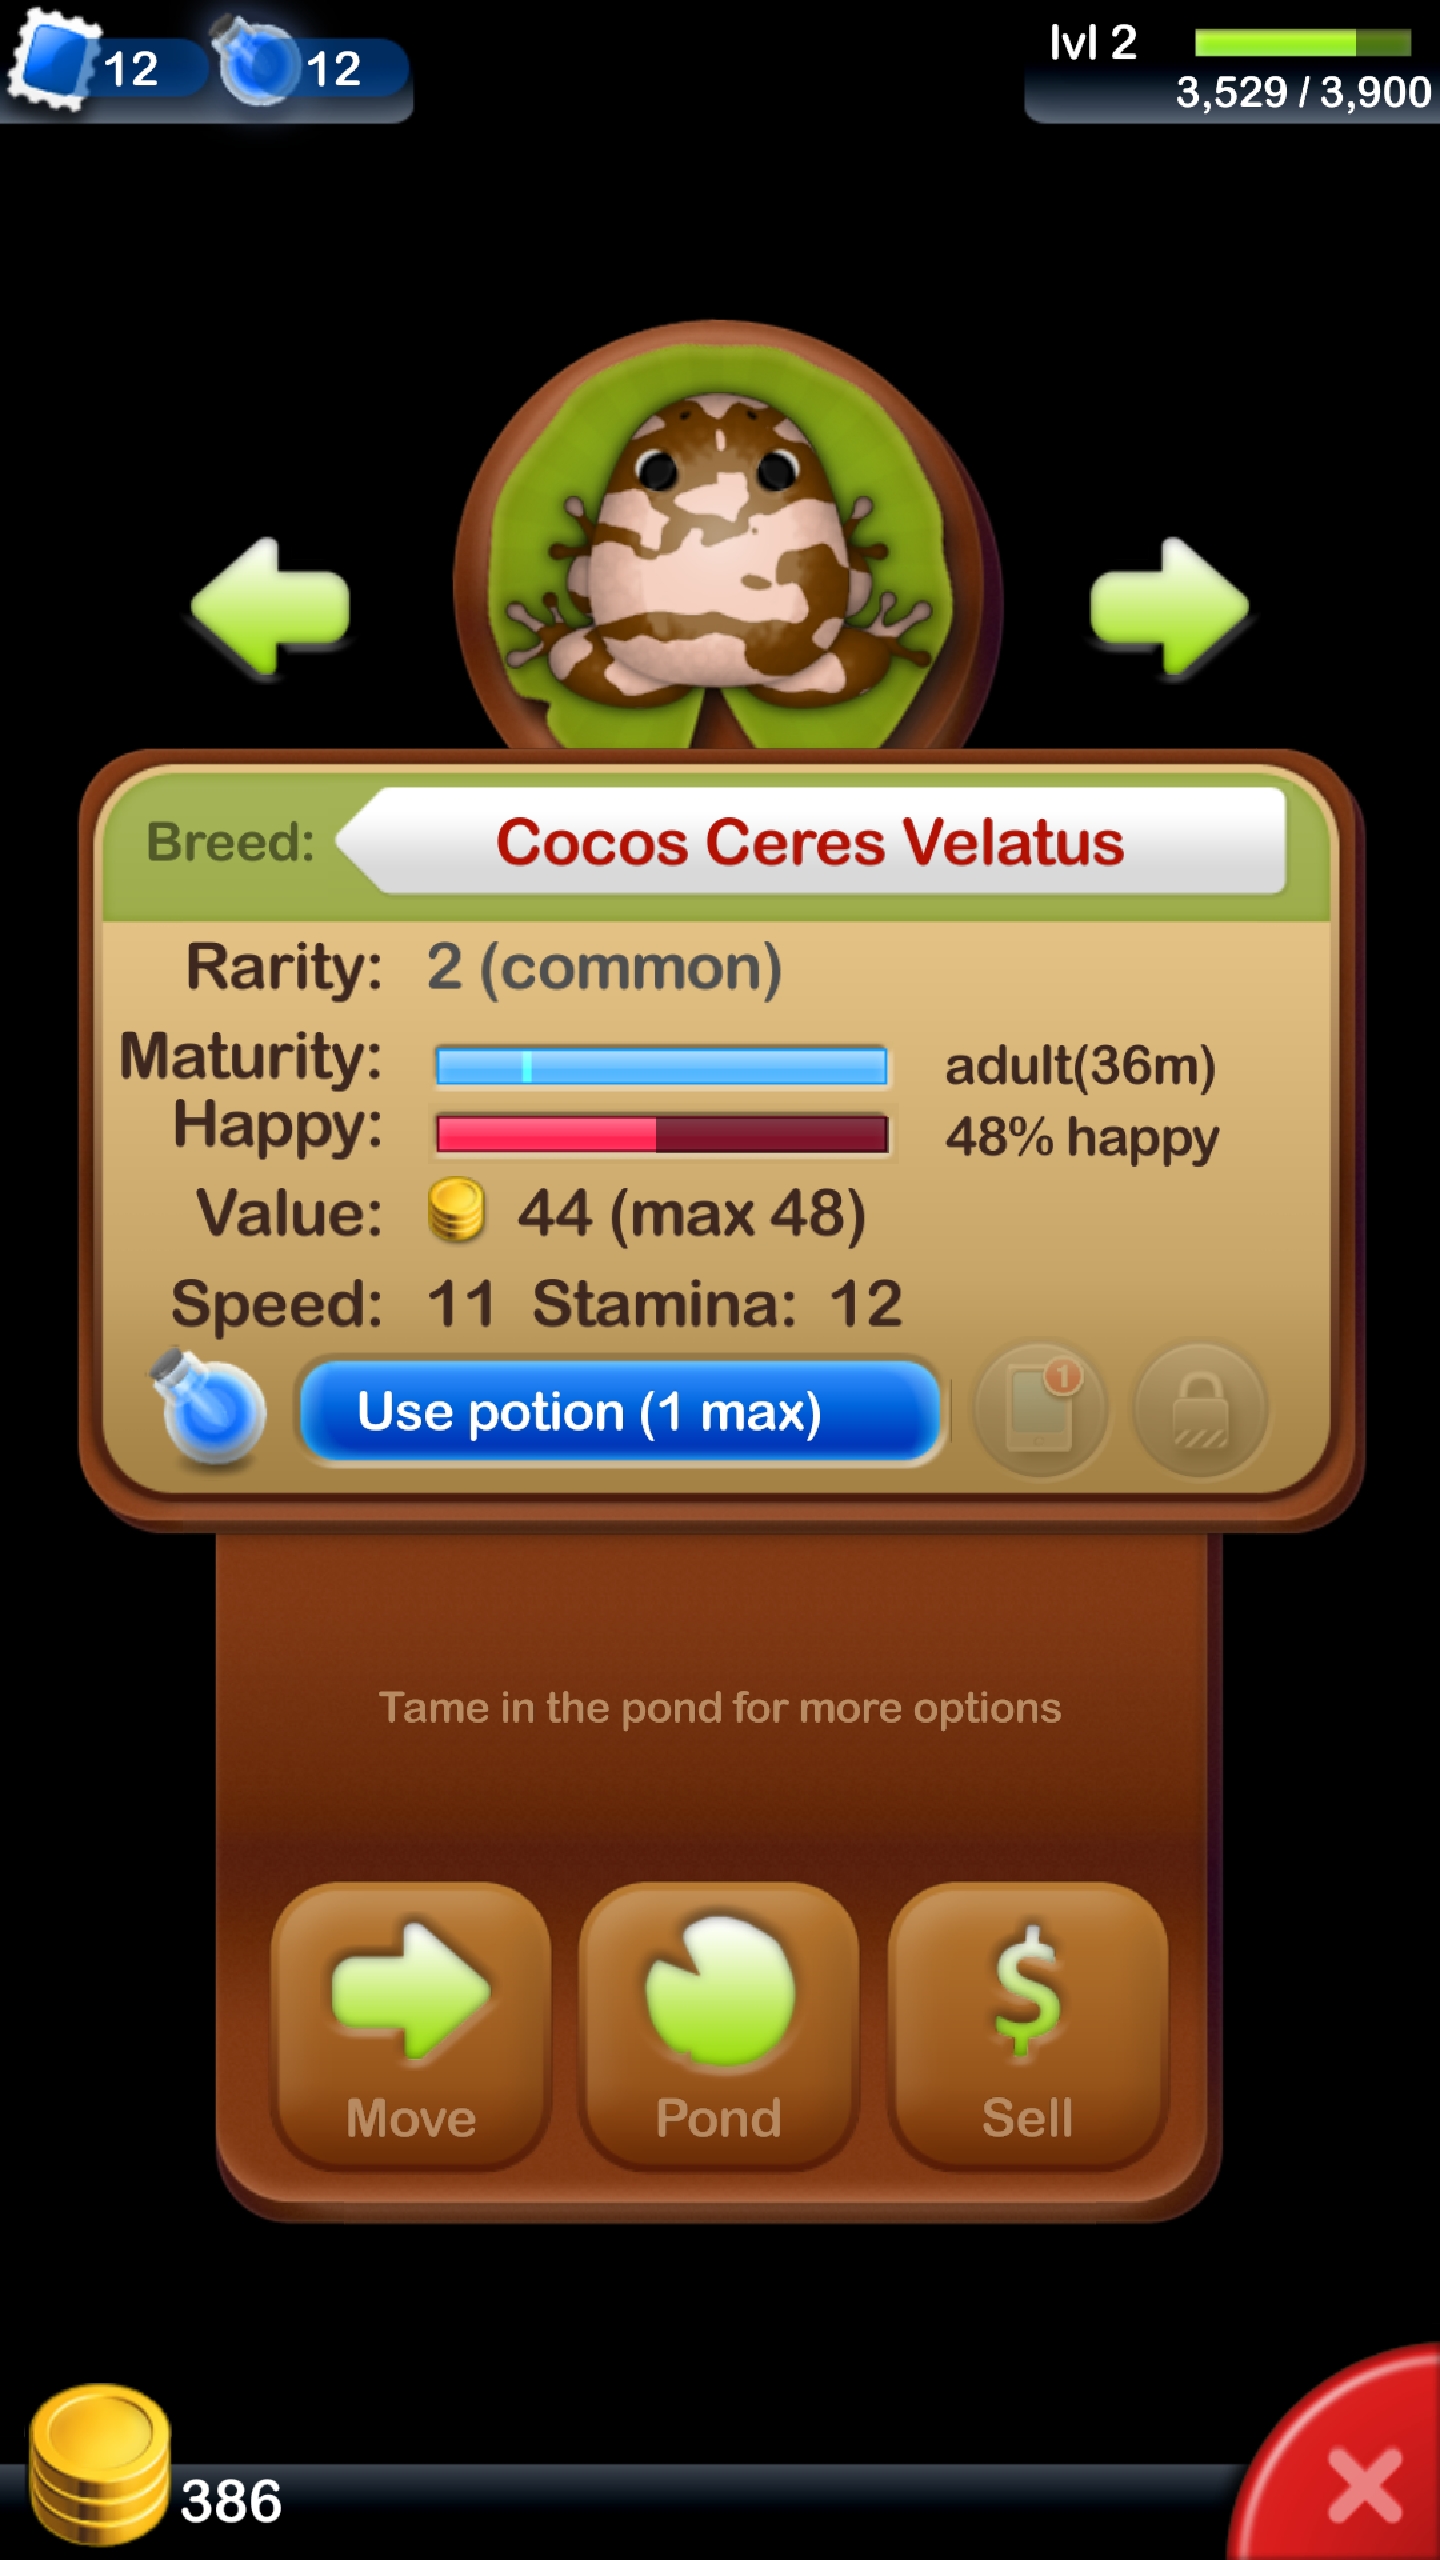 12 12 lvl 2
3,529 / 3,900
Breed: Cocos Ceres Velatus
Rarity: 2 (common)
Maturity: adult(36m)
Happy: 48% happy
Value: 44 (max 48)
Speed: 11 Stamina: 12
Use potion (1 max) 1
Tame in the pond for more options
$
Move Pond Sell
386